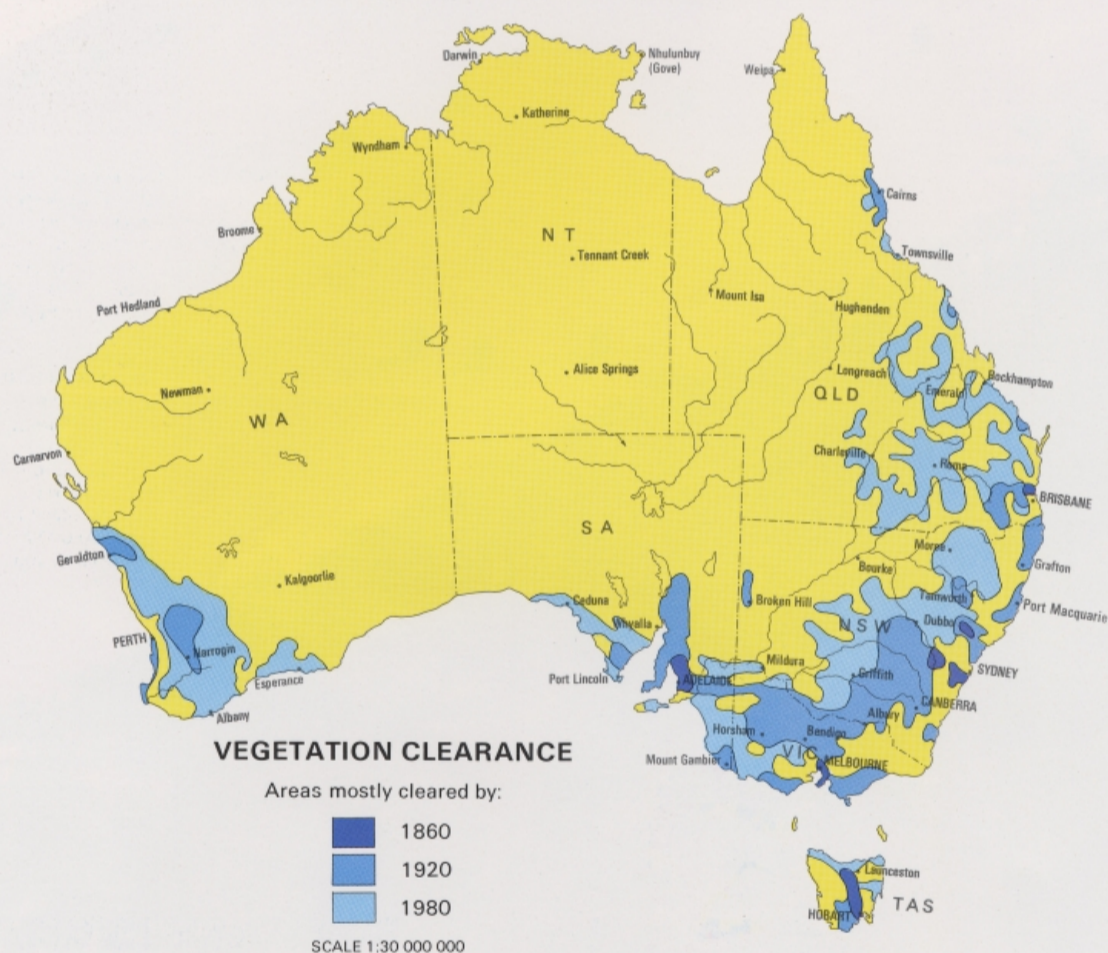 Darwin
Nhulunbuy
(Gove)
Weipa
Katherine
Wyndham
Cairns
Broome
N T
Tennant Creek
Townsville
Mount Isa
Port Hedland
Hughenden
Alice Springs
Longreach
Rockhampton
Newman
Emerald
QLD
W A
Carnarvon
Charleville
Roma
BRISBANE
S A
Geraldton
Moree
Bourke
Grafton
Kalgoorlie
Ceduna
Broken Hill
Tamworth
Port Macquarie
PERTH
Whyalla
N S W
Dubbo
Narrogin
Mildura
SYDNEY
Port Lincoln
ADELAIDE
Griffith
Esperance
CANBERRA
Albany
Albury
Horsham
Bendigo
Mount Gambier
VIC
MELBOURNE
VEGETATION CLEARANCE
Areas mostly cleared by:
1860
1920
1980
SCALE 1:30 000 000
Launceston
TAS
HOBART